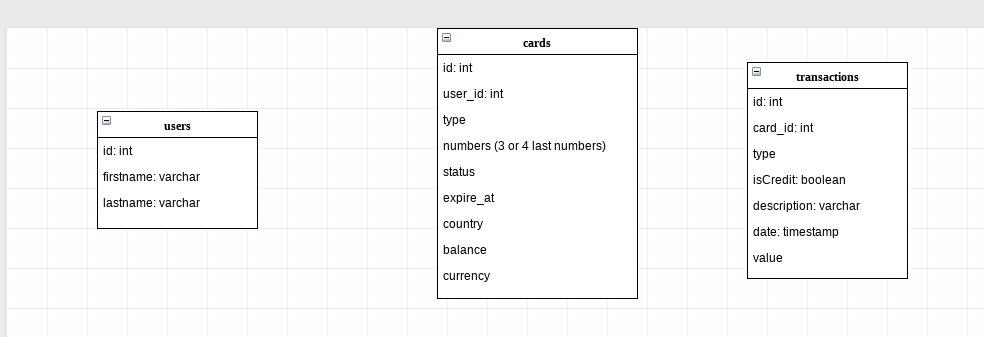 users
id: int
firstname: varchar
lastname: varchar
cards
id: int
user_id: int
type
numbers (3 or 4 last numbers)
status
expire_at
country
balance
currency
transactions
id: int
card_id: int
type
isCredit: boolean
description: varchar
date: timestamp
value